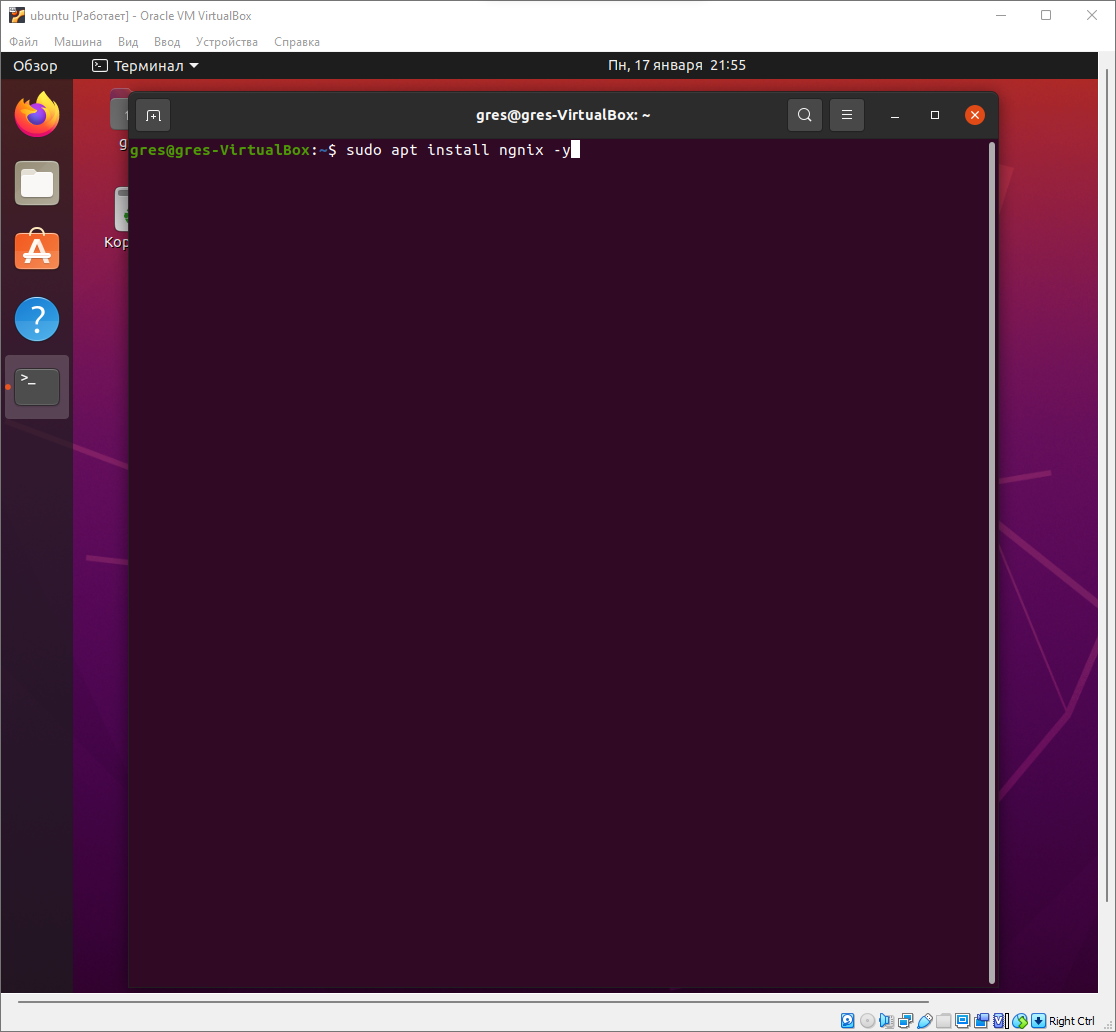 ubuntu [Работает] - Oracle VM VirtualBox
Файл Машина Вид Ввод Устройства Справка
Обзор Терминал Пн, 17 января 21:55
gres@gres-VirtualBox: ~
g
gres@gres-VirtualBox:~$ sudo apt install ngnix -y
Кор
Right Ctrl